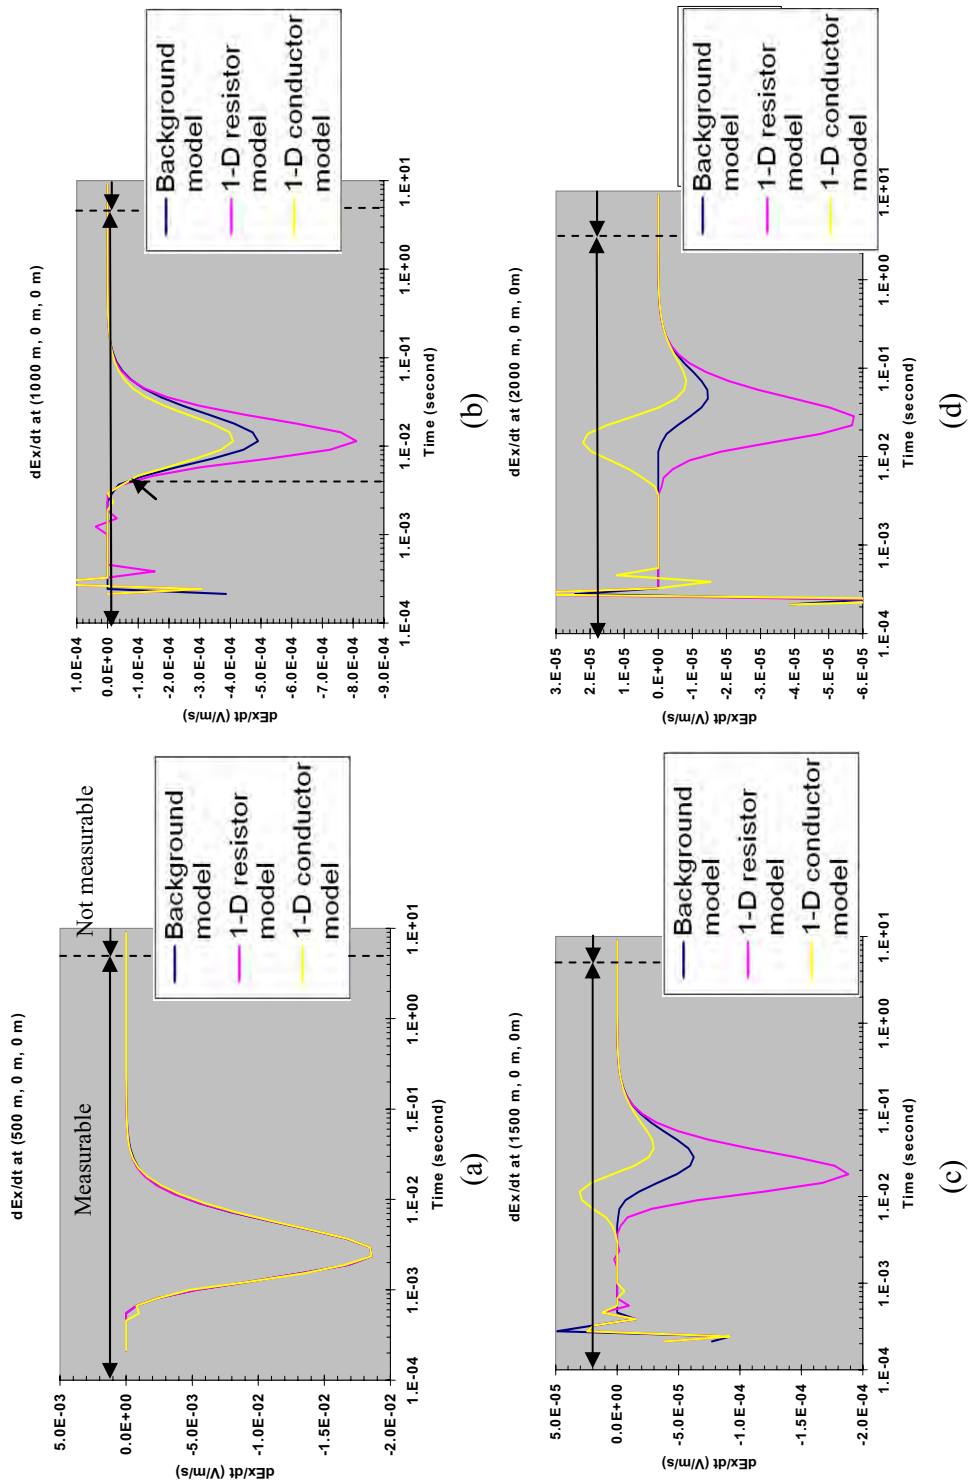 dEx/dt at (500 m, 0 m, 0 m)
Measurable
Not measurable
dEx/dt (V/m/s)
5.0E-03
0.0E+00
-5.0E-03
-1.0E-02
-1.5E-02
-2.0E-02
1.E-04
1.E-03
1.E-02
1.E-01
1.E+00
1.E+01
Time (second)
Background
model
1-D resistor
model
1-D conductor
model
(a)
dEx/dt at (1000 m, 0 m, 0 m)
dEx/dt (V/m/s)
1.0E-04
0.0E+00
-1.0E-04
-2.0E-04
-3.0E-04
-4.0E-04
-5.0E-04
-6.0E-04
-7.0E-04
-8.0E-04
-9.0E-04
1.E-04
1.E-03
1.E-02
1.E-01
1.E+00
1.E+01
Time (second)
Background
model
1-D resistor
model
1-D conductor
model
(b)
dEx/dt at (1500 m, 0 m, 0m)
dEx/dt (V/m/s)
5.0E-05
0.0E+00
-5.0E-05
-1.0E-04
-1.5E-04
-2.0E-04
1.E-04
1.E-03
1.E-02
1.E-01
1.E+00
1.E+01
Time (second)
Background
model
1-D resistor
model
1-D conductor
model
(c)
dEx/dt at (2000 m, 0 m, 0m)
dEx/dt (V/m/s)
3.E-05
2.E-05
1.E-05
0.E+00
-1.E-05
-2.E-05
-3.E-05
-4.E-05
-5.E-05
-6.E-05
1.E-04
1.E-03
1.E-02
1.E-01
1.E+00
1.E+01
Time (second)
Background
model
1-D resistor
model
1-D conductor
model
(d)